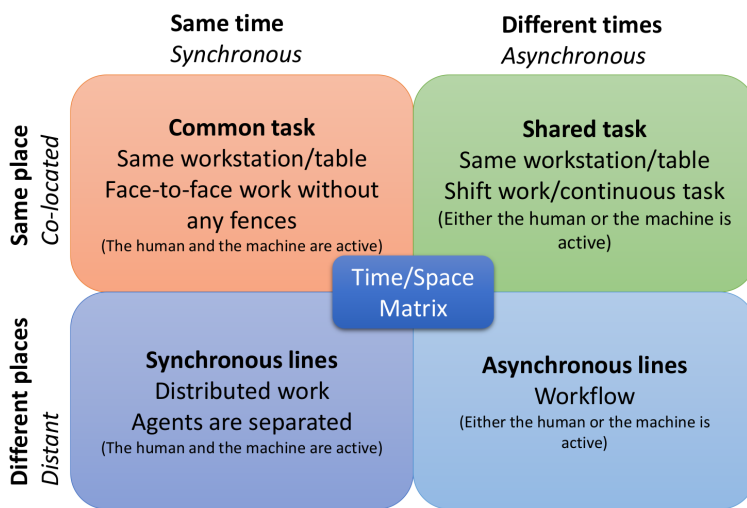 Same time
Synchronous
Different times
Asynchronous
Same place
Co-located
Common task
Same workstation/table
Face-to-face work without
any fences
(The human and the machine are active)
Shared task
Same workstation/table
Shift work/continuous task
(Either the human or the machine is
active)
Time/Space
Matrix
Different places
Distant
Synchronous lines
Distributed work
Agents are separated
(The human and the machine are active)
Asynchronous lines
Workflow
(Either the human or the machine is
active)